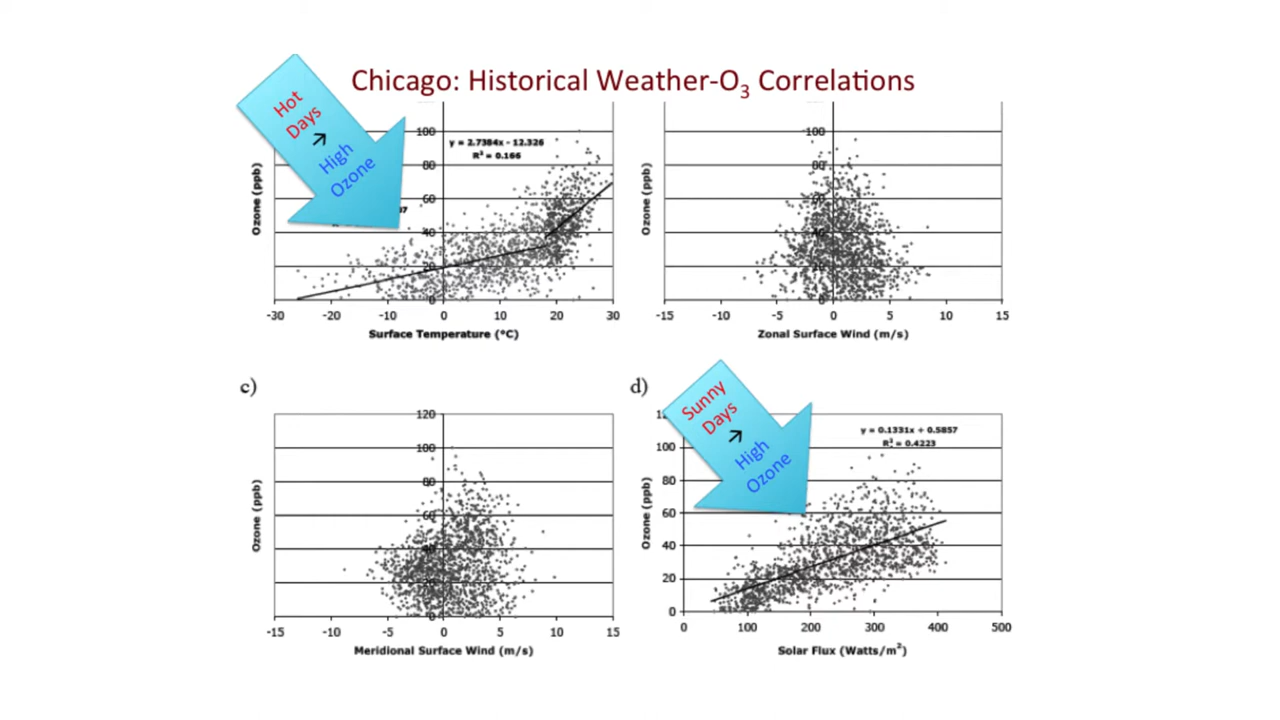 Chicago: Historical Weather-O3 Correlations
Hot
Days
↗
High
Ozone
y = 2.7384x - 12.326
R² = 0.166
Ozone (ppb)
100
80
60
40
20
0
-30 -20 -10 0 10 20 30
Surface Temperature (°C)
Ozone (ppb)
100
80
60
40
20
0
-15 -10 -5 0 5 10 15
Zonal Surface Wind (m/s)
c)
Ozone (ppb)
120
100
80
60
40
20
0
-15 -10 -5 0 5 10 15
Meridional Surface Wind (m/s)
d)
Sunny
Days
↗
High
Ozone
y = 0.1331x + 0.5857
R² = 0.4223
Ozone (ppb)
100
80
60
40
20
0
0 100 200 300 400 500
Solar Flux (Watts/m²)